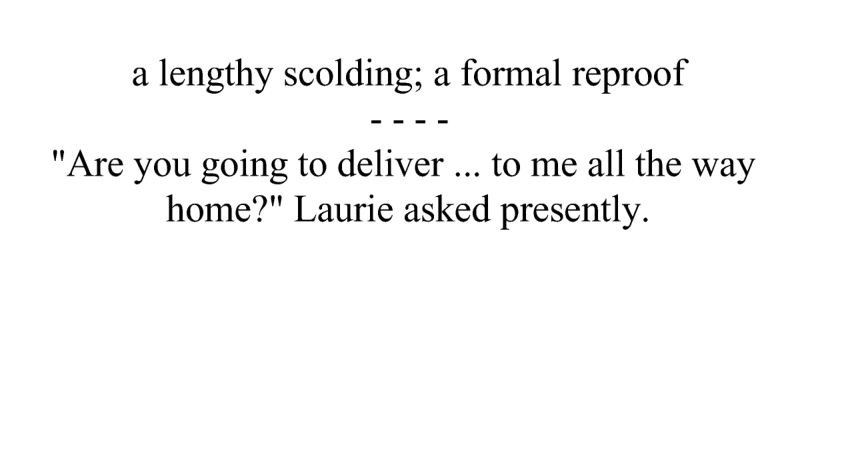 a lengthy scolding; a formal reproof
- - - -
"Are you going to deliver ... to me all the way
home?" Laurie asked presently.